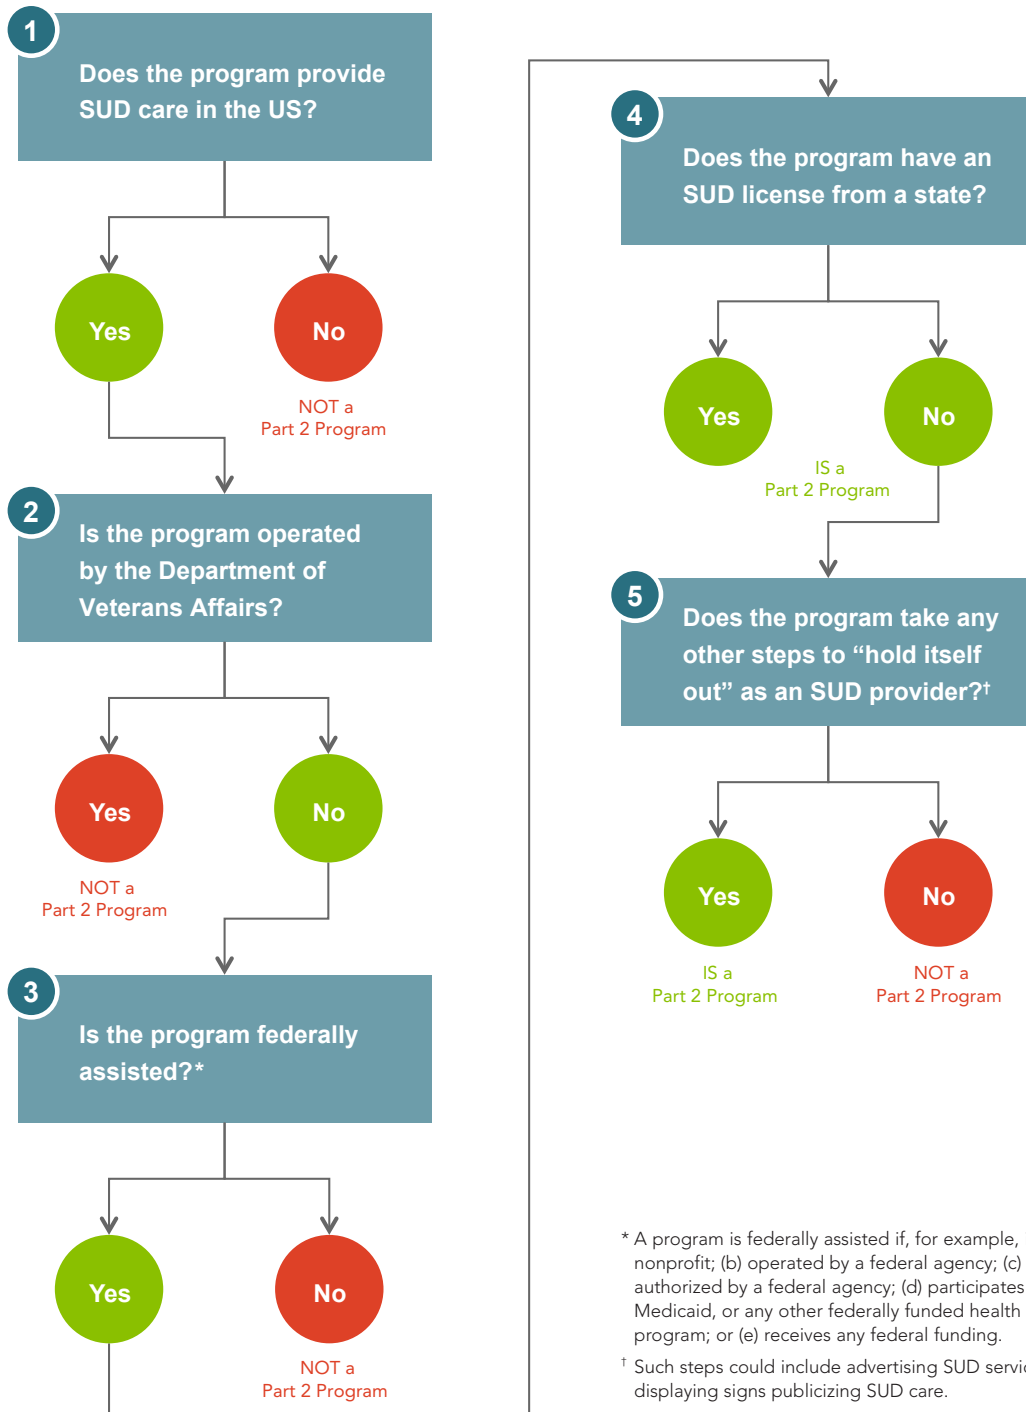 1
Does the program provide
SUD care in the US?
Yes
No
NOT a
Part 2 Program
2
Is the program operated
by the Department of
Veterans Affairs?
Yes
No
NOT a
Part 2 Program
3
Is the program federally
assisted?*
Yes
No
NOT a
Part 2 Program
4
Does the program have an
SUD license from a state?
Yes
No
IS a
Part 2 Program
5
Does the program take any
other steps to “hold itself
out” as an SUD provider?†
Yes
No
IS a
Part 2 Program
NOT a
Part 2 Program
* A program is federally assisted if, for example,
nonprofit; (b) operated by a federal agency; (c)
authorized by a federal agency; (d) participates
Medicaid, or any other federally funded health
program; or (e) receives any federal funding.
† Such steps could include advertising SUD
displaying signs publicizing SUD care.